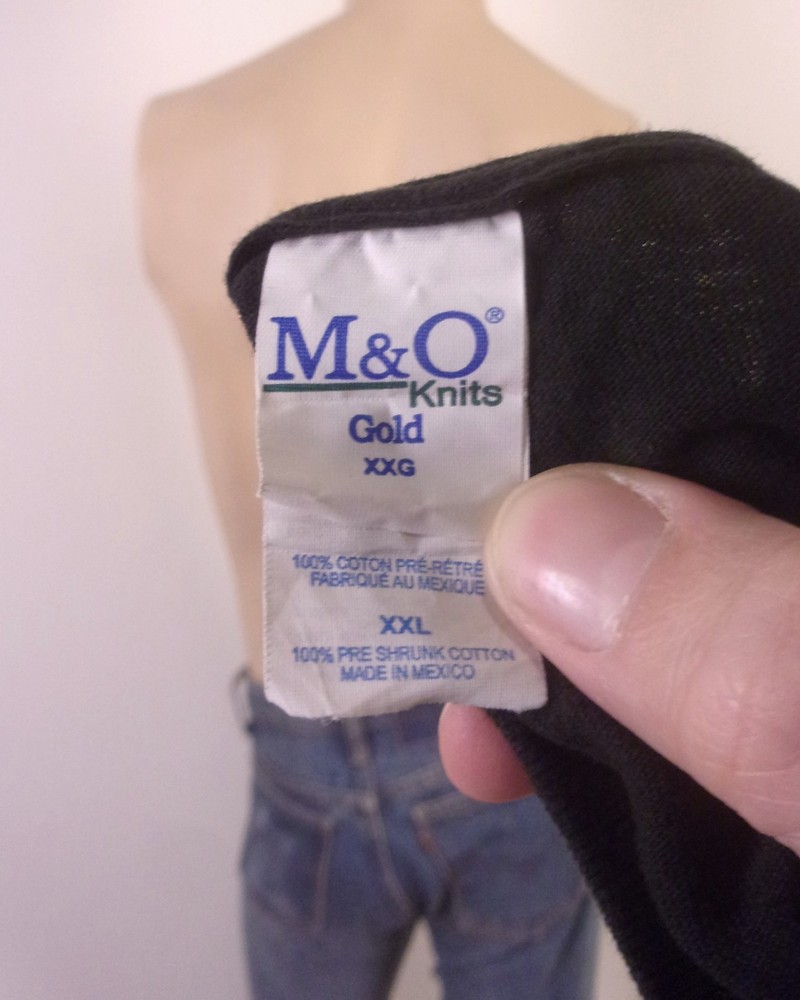 M&O®
Knits
Gold
XXG
100% COTON PRÉ-RÉTRÉ
FABRIQUÉ AU MEXIQUE
XXL
100% PRE SHRUNK COTTON
MADE IN MEXICO